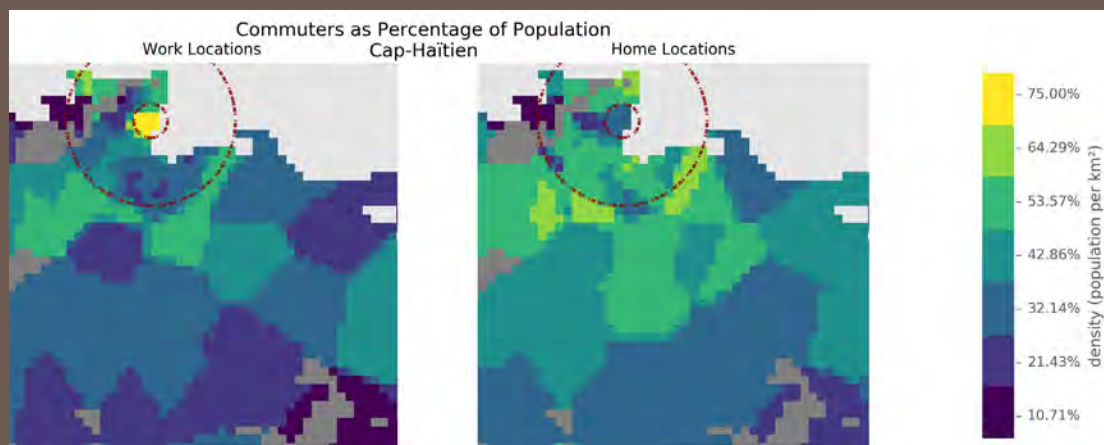 Commuters as Percentage of Population
Cap-Haïtien
Work Locations
Home Locations
- 75.00%
- 64.29%
- 53.57%
- 42.86%
- 32.14%
- 21.43%
- 10.71%
density (population per km²)